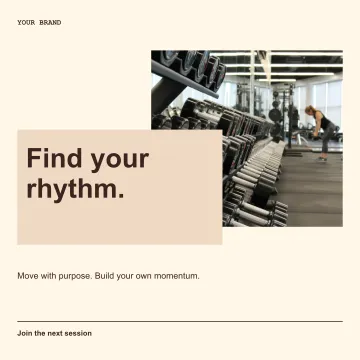 YOUR BRAND
Find your
rhythm.
Move with purpose. Build your own momentum.
Join the next session